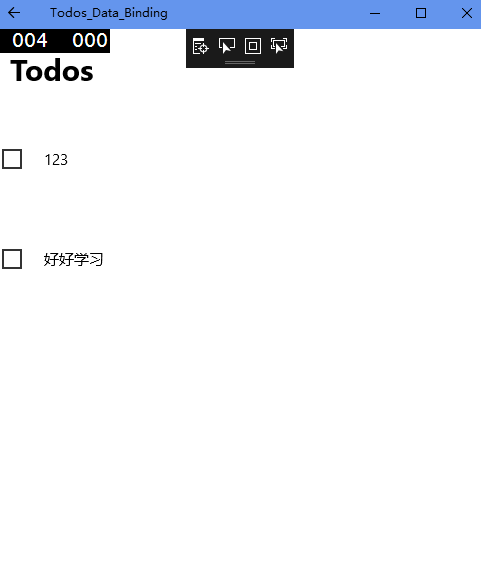 Todos_Data_Binding
004 000
Todos
123
好好学习